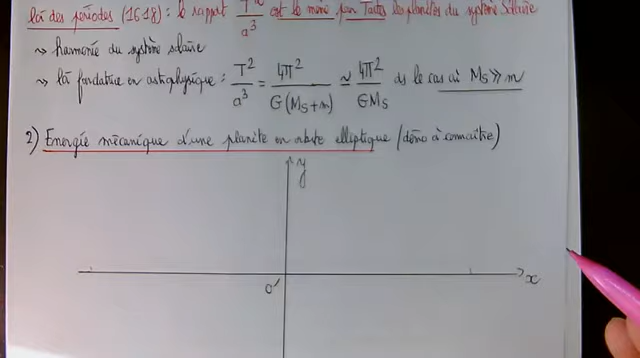 Loi des périodes (1618) : le rapport T²/a³ est le même pour Toutes les planètes du système Solaire
~> harmonie du système solaire
~> loi fondatrice en astrophysique : T²/a³ = 4π²/G(Ms+m) ≃ 4π²/GMs ds le cas où Ms ≫ m
2) Energie mécanique d'une planète en orbite elliptique (démo à connaître)
y
O' x